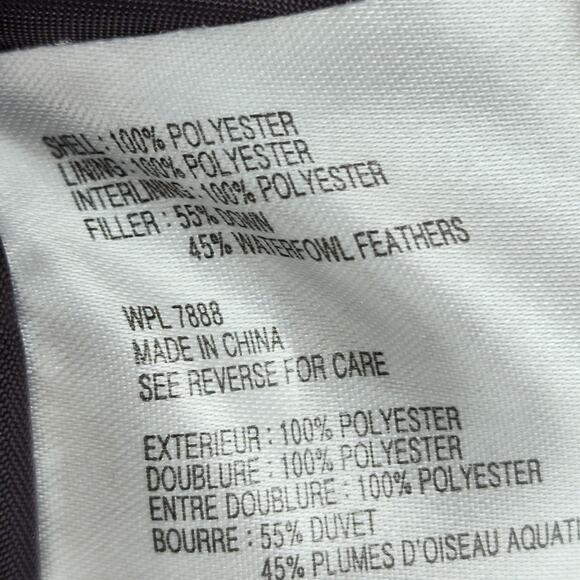 SHELL : 100% POLYESTER
LINING : 100% POLYESTER
INTERLINING : 100% POLYESTER
FILLER : 55% DOWN
45% WATERFOWL FEATHERS
WPL 7888
MADE IN CHINA
SEE REVERSE FOR CARE
EXTERIEUR : 100% POLYESTER
DOUBLURE : 100% POLYESTER
ENTRE DOUBLURE : 100% POLYESTER
BOURRE : 55% DUVET
45% PLUMES D'OISEAU AQUATI